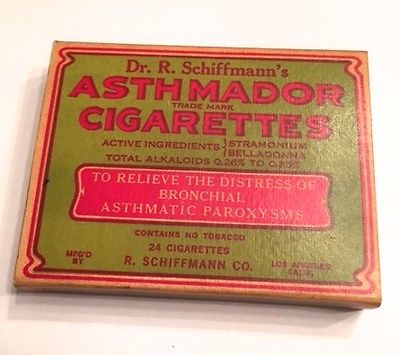 Dr. R. Schiffmann's
ASTHMADOR
TRADE MARK
CIGARETTES
ACTIVE INGREDIENTS } STRAMONIUM
BELLADONNA
TOTAL ALKALOIDS 0.26% TO 0.35%
TO RELIEVE THE DISTRESS OF
BRONCHIAL
ASTHMATIC PAROXYSMS
CONTAINS NO TOBACCO
24 CIGARETTES
MFG'D BY
R. SCHIFFMANN CO.
LOS ANGELES
CALIF.